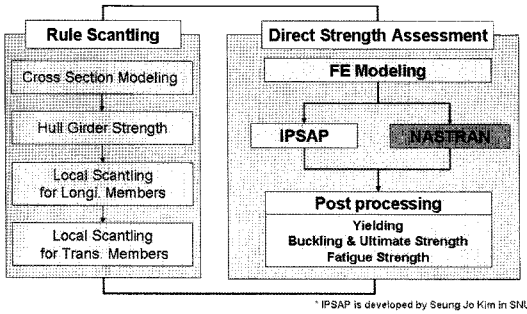 Rule Scantling
Cross Section Modeling
Hull Girder Strength
Local Scantling
for Longi. Members
Local Scantling
for Trans. Members
Direct Strength Assessment
FE Modeling
IPSAP
NASTRAN
Post processing
Yielding
Buckling & Ultimate Strength
Fatigue Strength
* IPSAP is developed by Seung Jo Kim in SNU